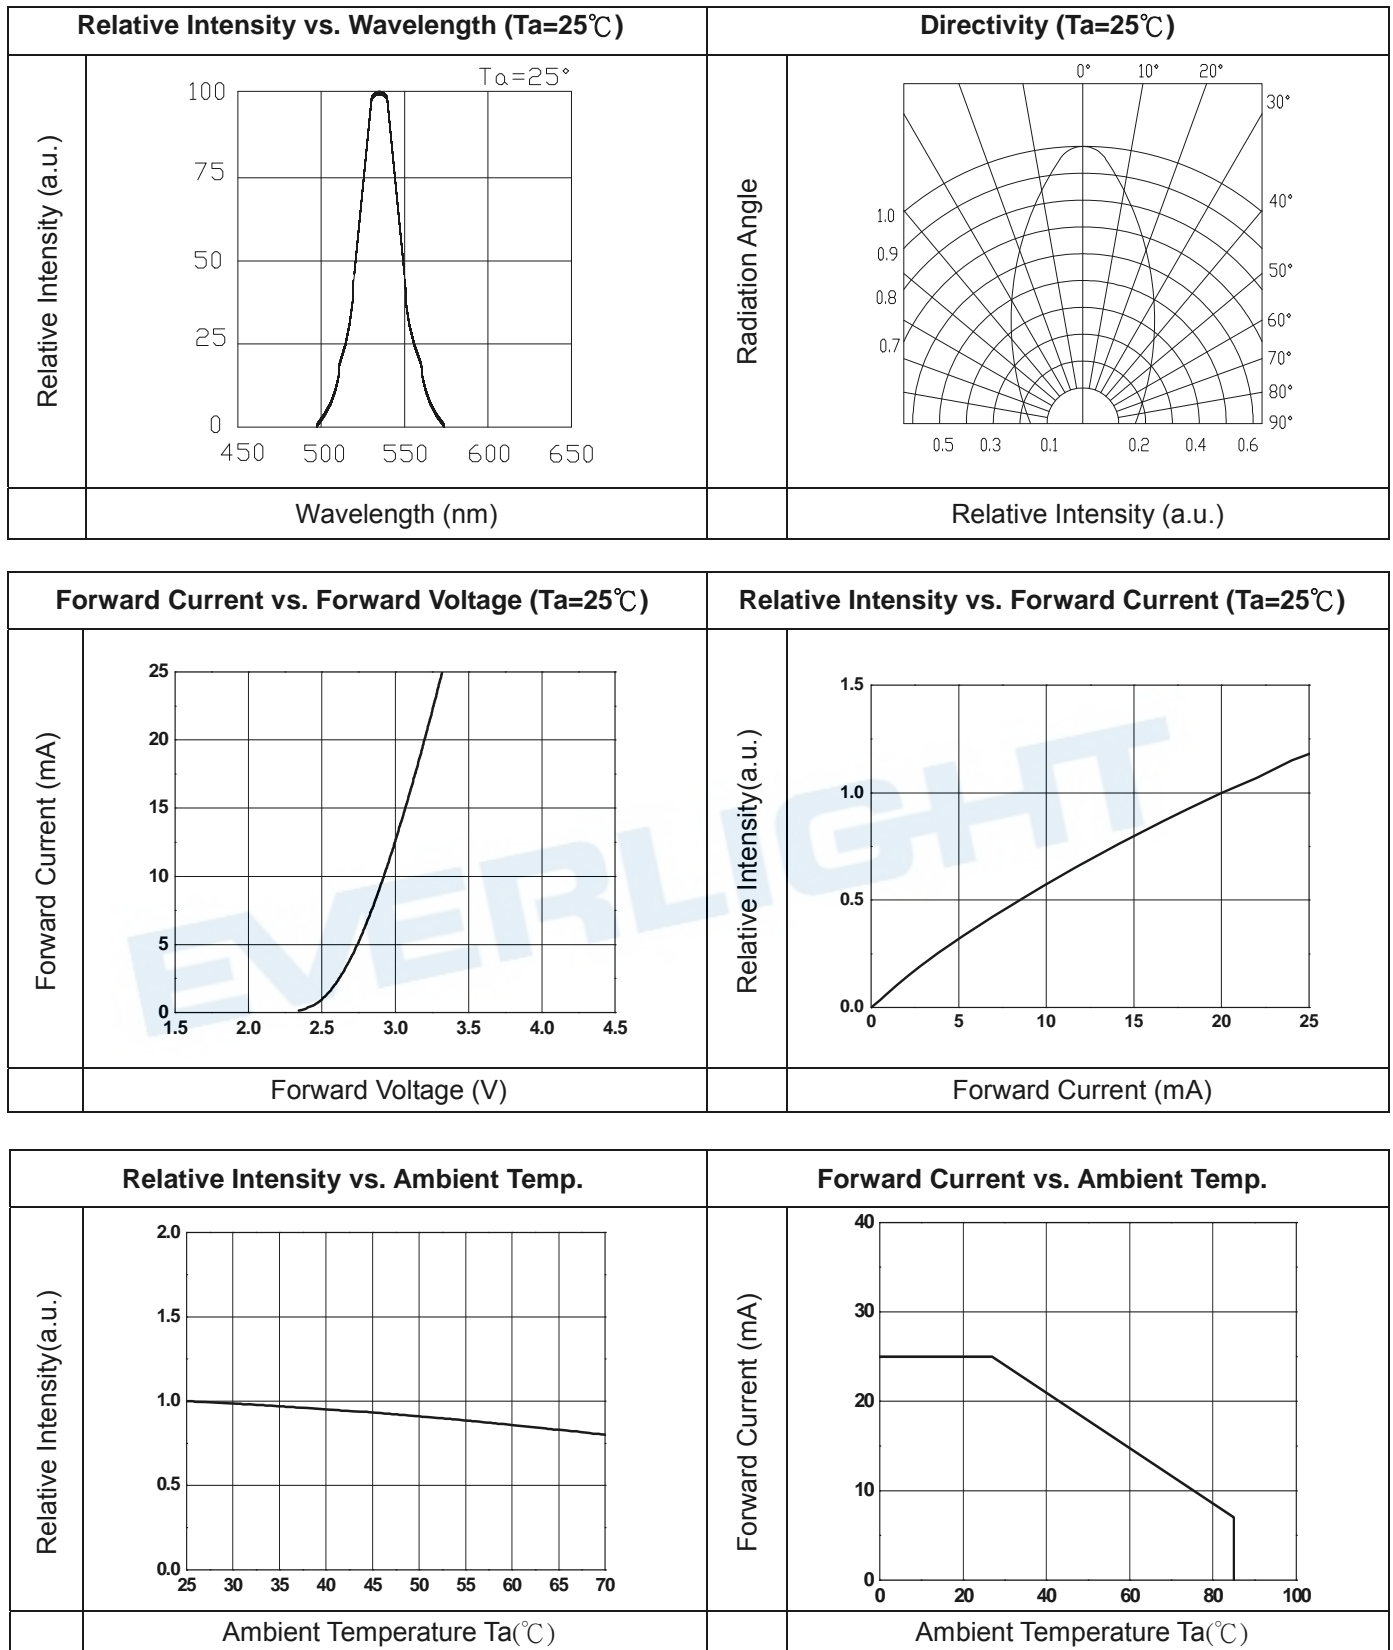 Relative Intensity vs. Wavelength (Ta=25℃)
Directivity (Ta=25℃)
Relative Intensity (a.u.)
Ta=25°
100
75
50
25
0
450 500 550 600 650
Wavelength (nm)
Radiation Angle
0° 10° 20°
30°
40°
50°
60°
70°
80°
90°
1.0
0.9
0.8
0.7
0.5 0.3 0.1 0.2 0.4 0.6
Relative Intensity (a.u.)
Forward Current vs. Forward Voltage (Ta=25℃)
Relative Intensity vs. Forward Current (Ta=25℃)
Forward Current (mA)
25
20
15
10
5
0
1.5 2.0 2.5 3.0 3.5 4.0 4.5
Forward Voltage (V)
Relative Intensity(a.u.)
1.5
1.0
0.5
0.0
0 5 10 15 20 25
Forward Current (mA)
EVERLIGHT
Relative Intensity vs. Ambient Temp.
Forward Current vs. Ambient Temp.
Relative Intensity(a.u.)
2.0
1.5
1.0
0.5
0.0
25 30 35 40 45 50 55 60 65 70
Ambient Temperature Ta(℃)
Forward Current (mA)
40
30
20
10
0
0 20 40 60 80 100
Ambient Temperature Ta(℃)